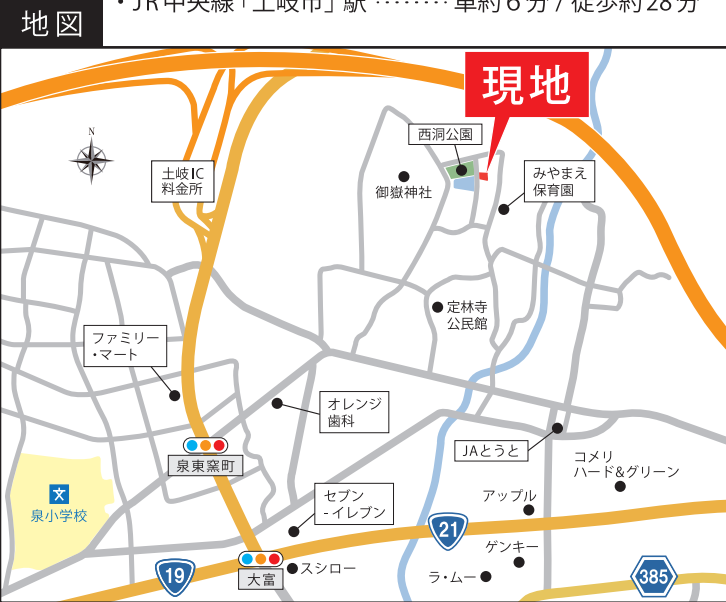 ・JR中央線「土岐市」駅 ········ 車約6分 / 徒歩約28分
地図
現地
N
西洞公園
土岐IC
料金所
御嶽神社
みやまえ
保育園
定林寺
公民館
ファミリー
・マート
オレンジ
歯科
泉東窯町
JAとうと
コメリ
ハード&グリーン
文
泉小学校
セブン
-イレブン
アップル
21
ゲンキー
19
大富
スシロー
ラ・ムー
385